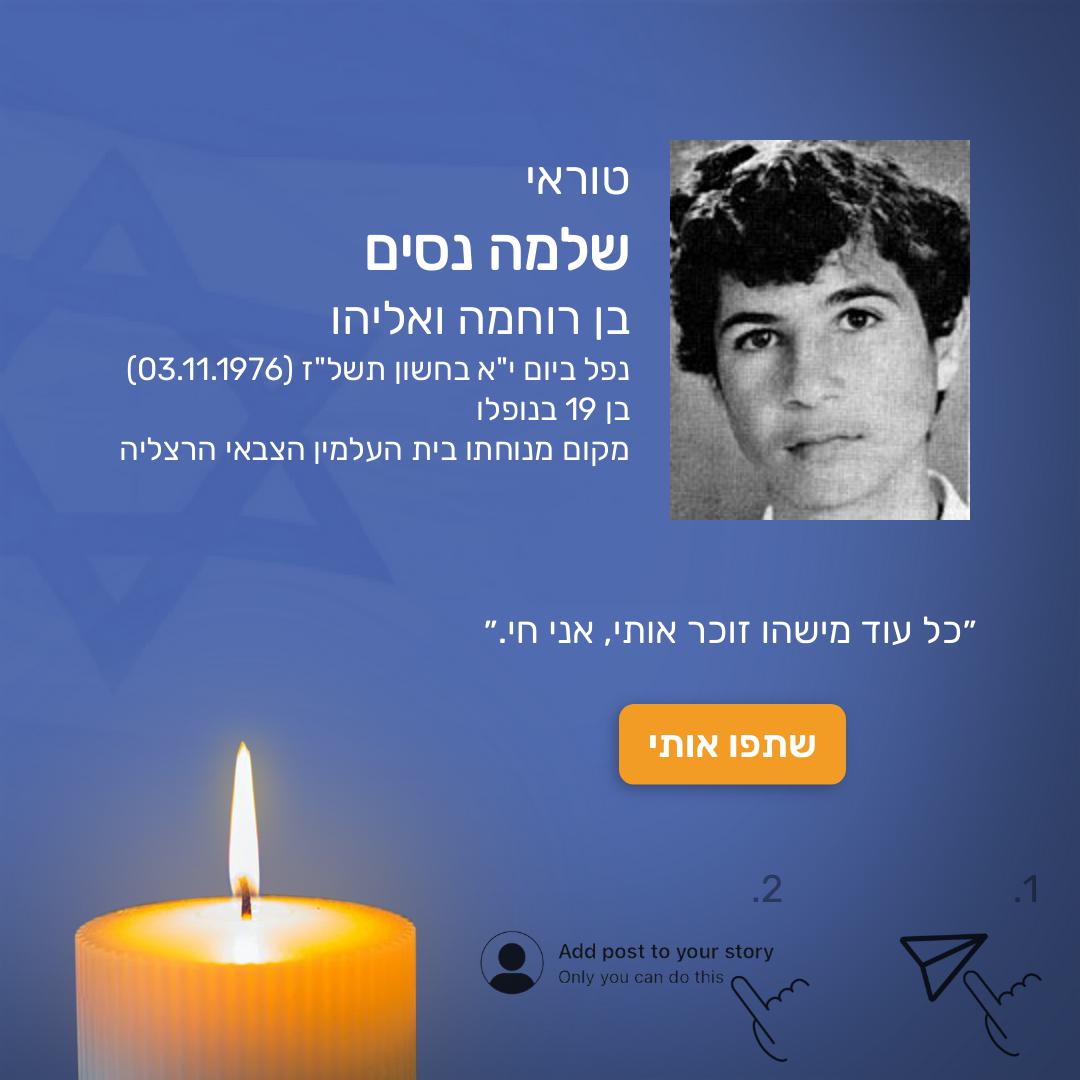 טוראי
שלמה נסים
בן רוחמה ואליהו
נפל ביום י"א בחשון תשל"ז (03.11.1976)
בן 19 בנופלו
מקום מנוחתו בית העלמין הצבאי הרצליה
״כל עוד מישהו זוכר אותי, אני חי.״
שתפו אותי
1.
2.
Add post to your story
Only you can do this